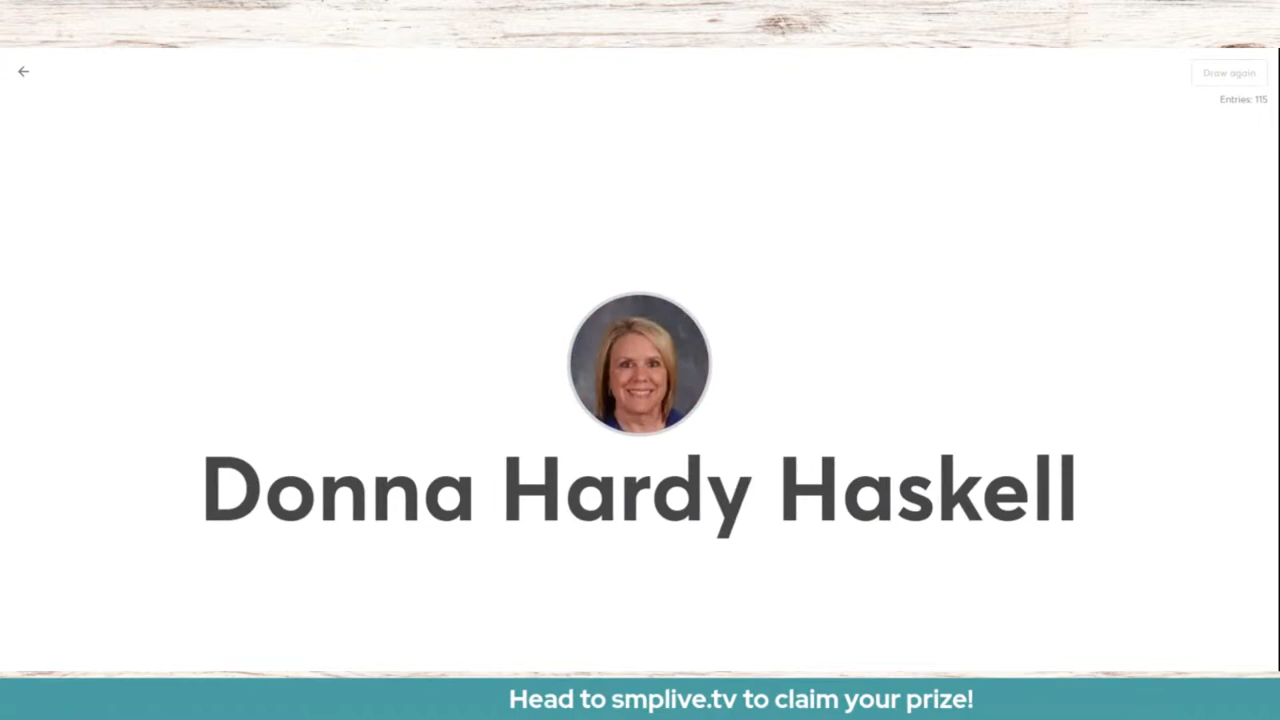 Draw again
Entries: 115
Donna Hardy Haskell
Head to smplive.tv to claim your prize!